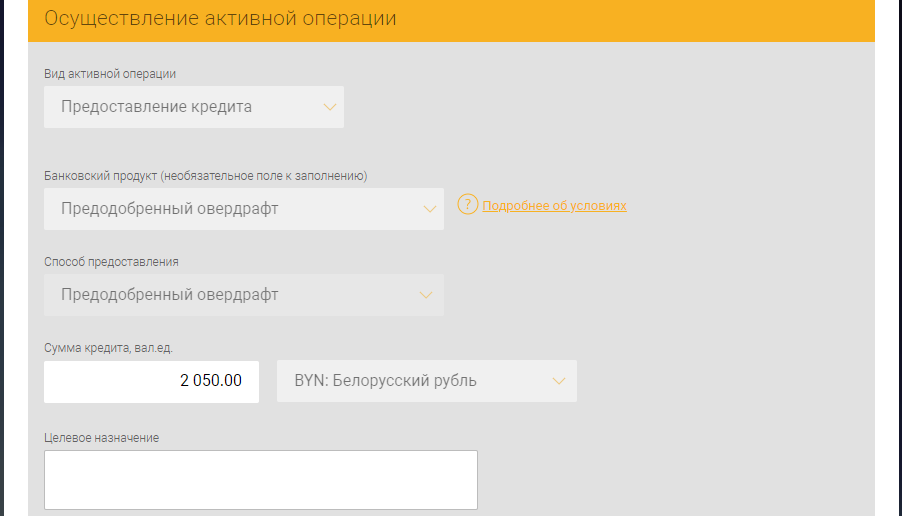 Осуществление активной операции
Вид активной операции
Предоставление кредита
Банковский продукт (необязательное поле к заполнению)
Предодобренный овердрафт
? Подробнее об условиях
Способ предоставления
Предодобренный овердрафт
Сумма кредита, вал.ед.
2 050.00 BYN: Белорусский рубль
Целевое назначение